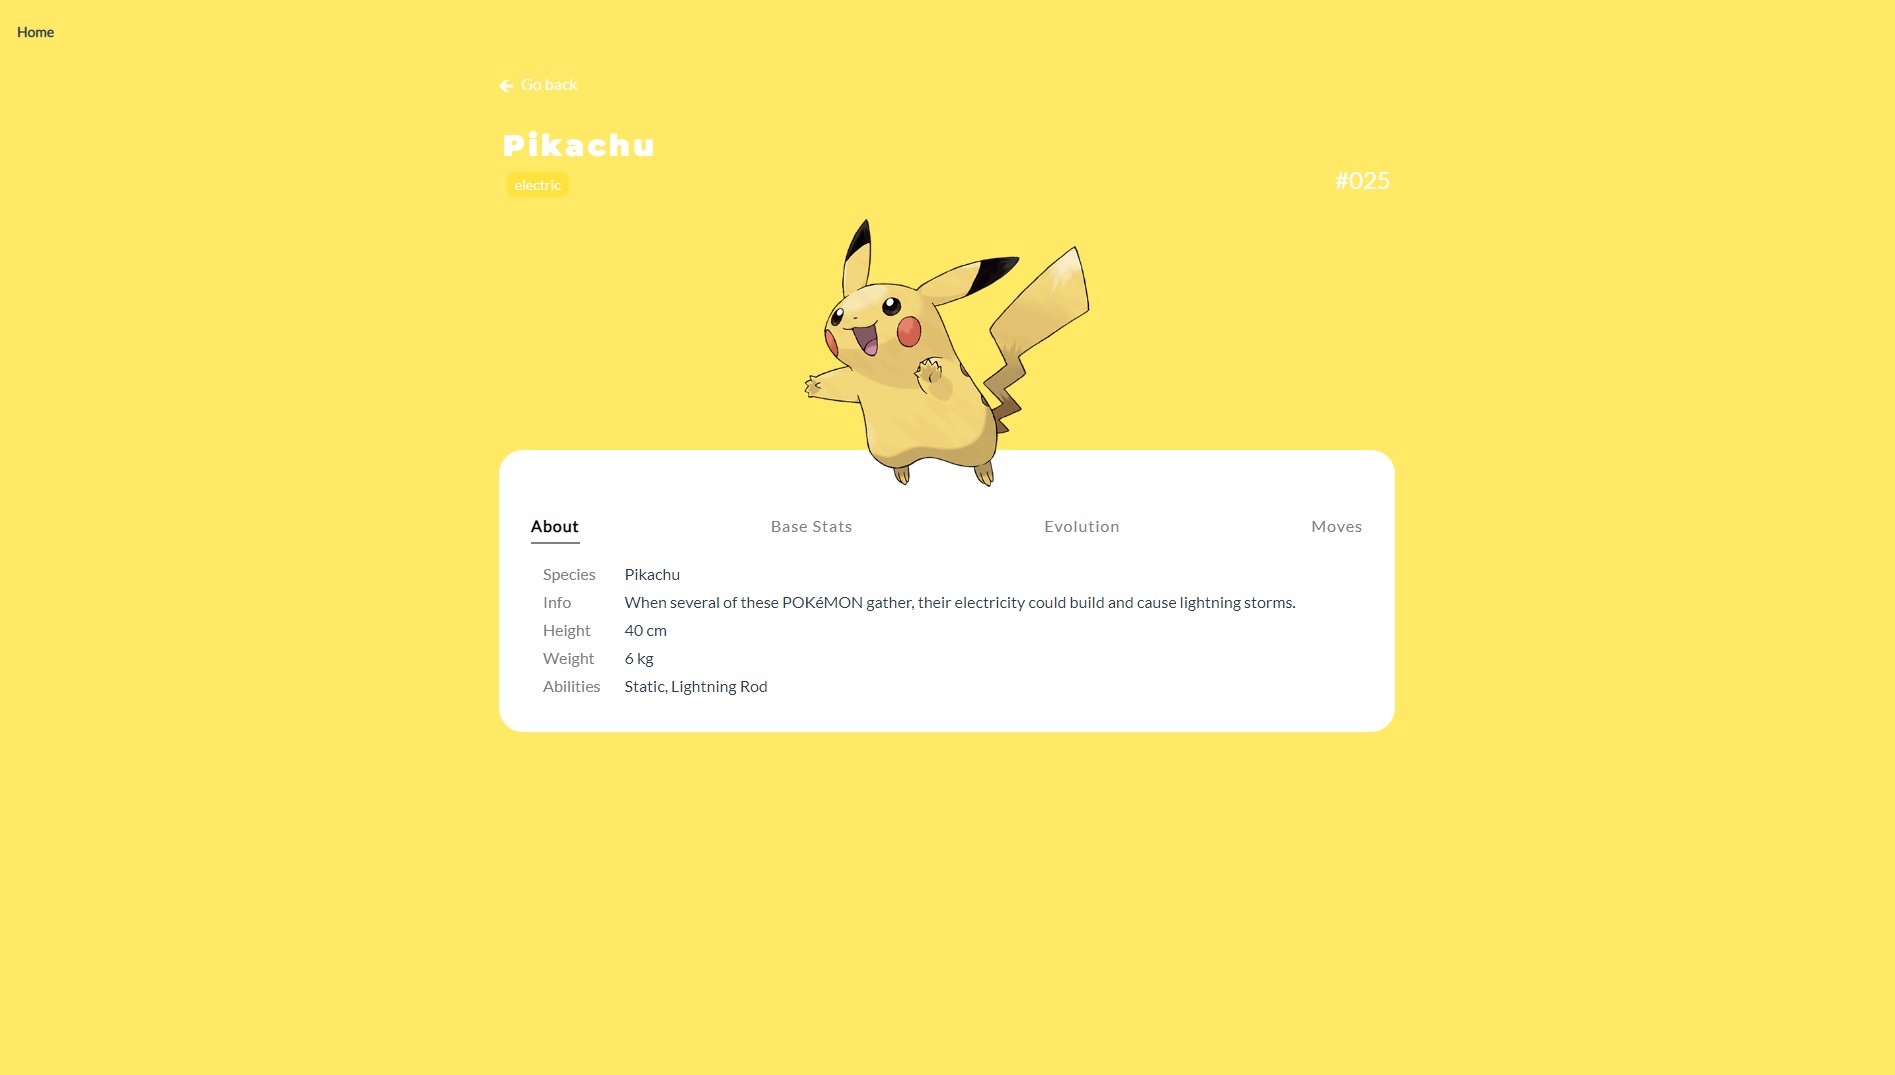 Home
Go back
Pikachu
electric
#025
About Base Stats Evolution Moves
Species Pikachu
Info When several of these POKéMON gather, their electricity could build and cause lightning storms.
Height 40 cm
Weight 6 kg
Abilities Static, Lightning Rod